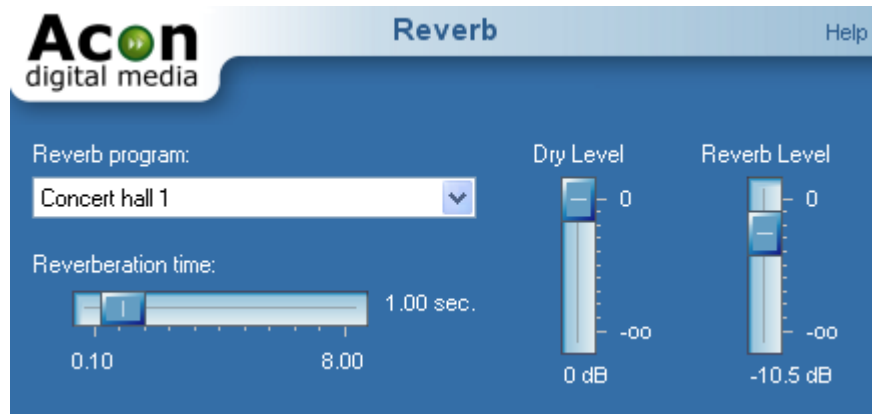 Acon
digital media
Reverb
Help
Reverb program:
Concert hall 1
Reverberation time:
1.00 sec.
0.10
8.00
Dry Level
0
-oo
0 dB
Reverb Level
0
-oo
-10.5 dB